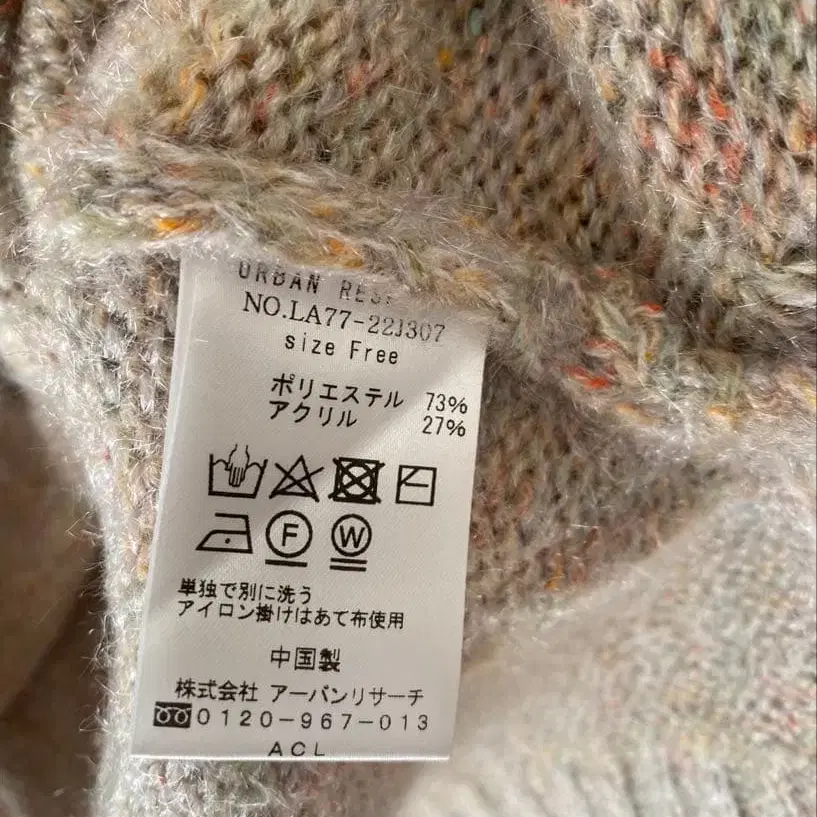 URBAN RES
NO.LA77-22J307
size Free
ポリエステル 73%
アクリル 27%
F W
単独で別に洗う
アイロン掛けはあて布使用
中国製
株式会社 アーバンリサーチ
0120-967-013
ACL